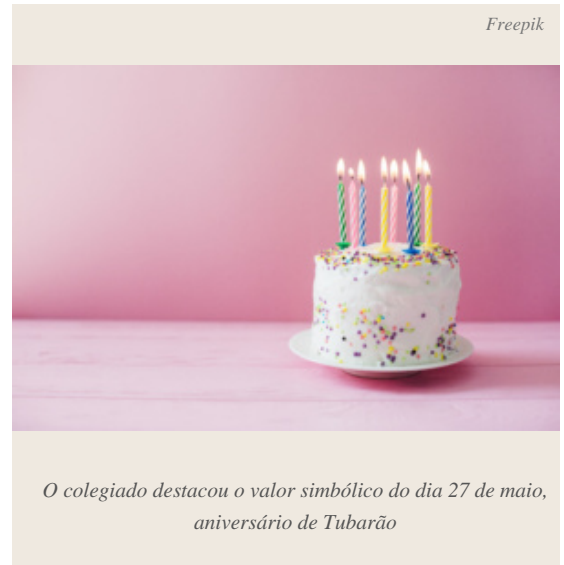 Freepik
O colegiado destacou o valor simbólico do dia 27 de maio,
aniversário de Tubarão